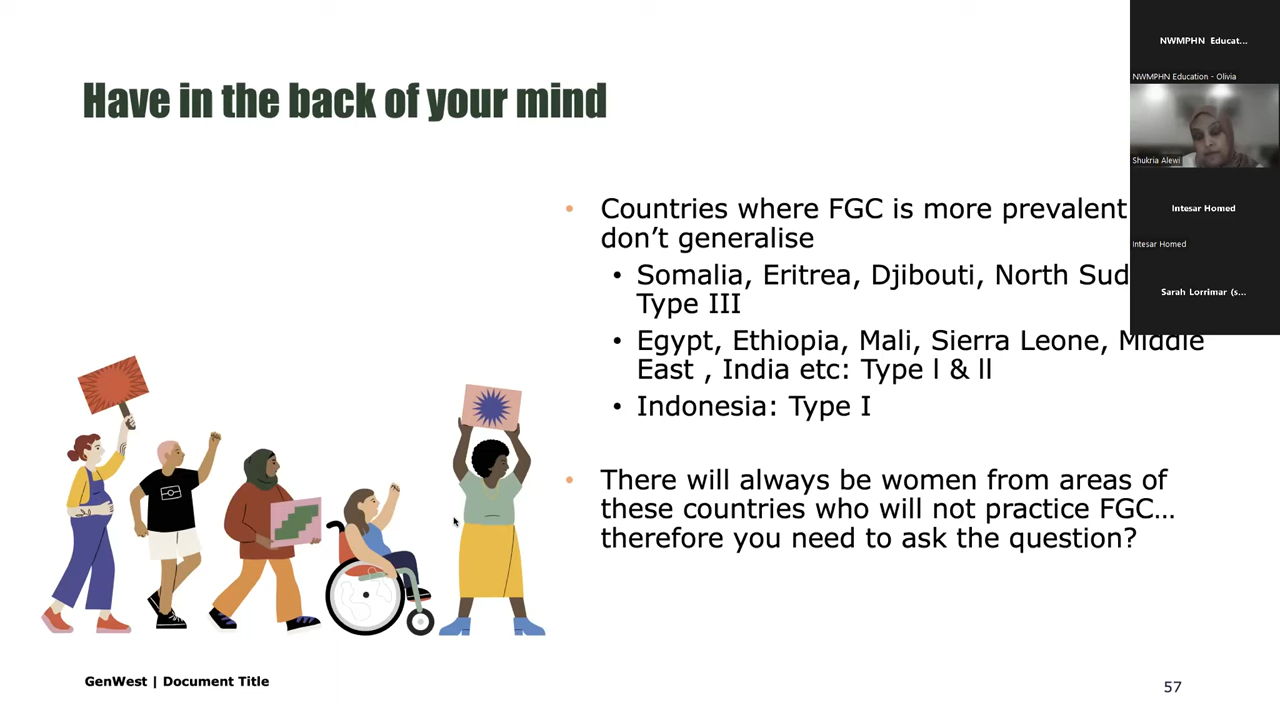 Have in the back of your mind
Countries where FGC is more prevalent
don’t generalise
Somalia, Eritrea, Djibouti, North
Type III
Egypt, Ethiopia, Mali, Sierra Leone, Middle
East , India etc: Type l & ll
Indonesia: Type I
There will always be women from areas of
these countries who will not practice FGC…
therefore you need to ask the question?
GenWest | Document Title
57
NWMPHN Educat...
NWMPHN Education - Olivia
Shukria Alewi
Intesar Homed
Intesar Homed
Sarah Lorrimar (s...